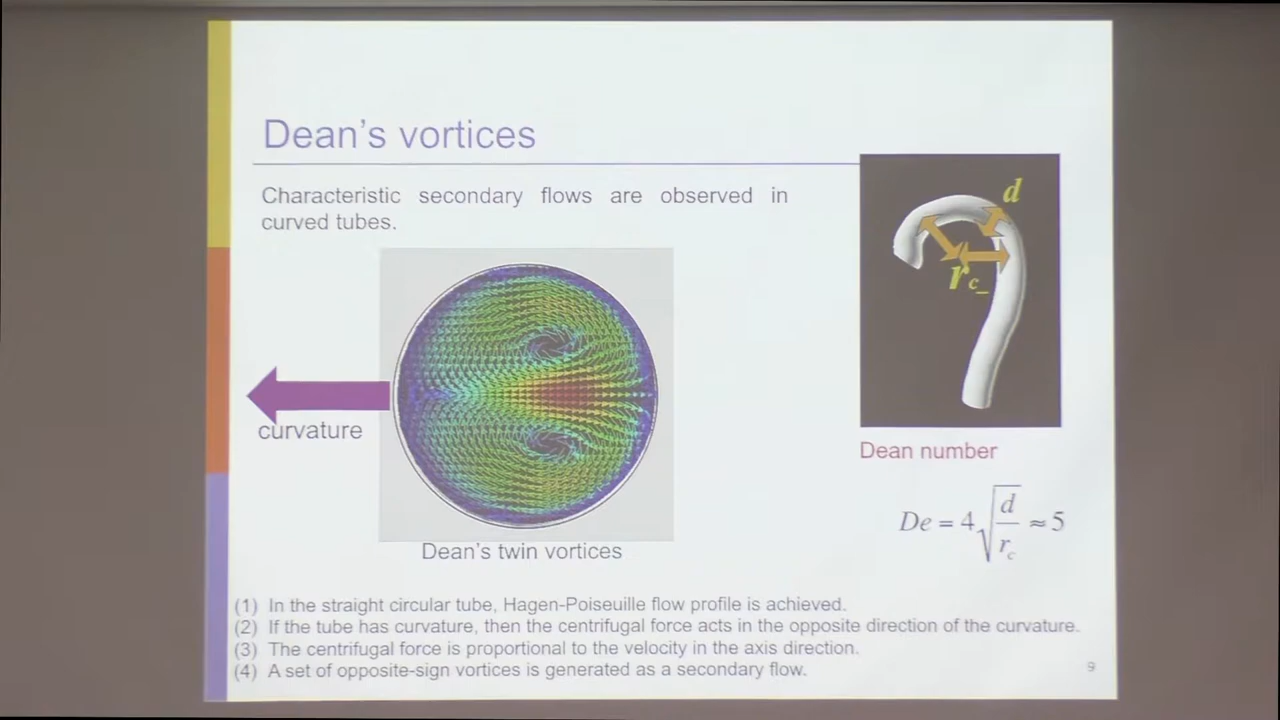 Dean's vortices
Characteristic secondary flows are observed in
curved tubes.
d
r c_
curvature
Dean number
De = 4 √(d / r_c) ≈ 5
Dean's twin vortices
(1) In the straight circular tube, Hagen-Poiseuille flow profile is achieved.
(2) If the tube has curvature, then the centrifugal force acts in the opposite direction of the curvature.
(3) The centrifugal force is proportional to the velocity in the axis direction.
(4) A set of opposite-sign vortices is generated as a secondary flow.
9